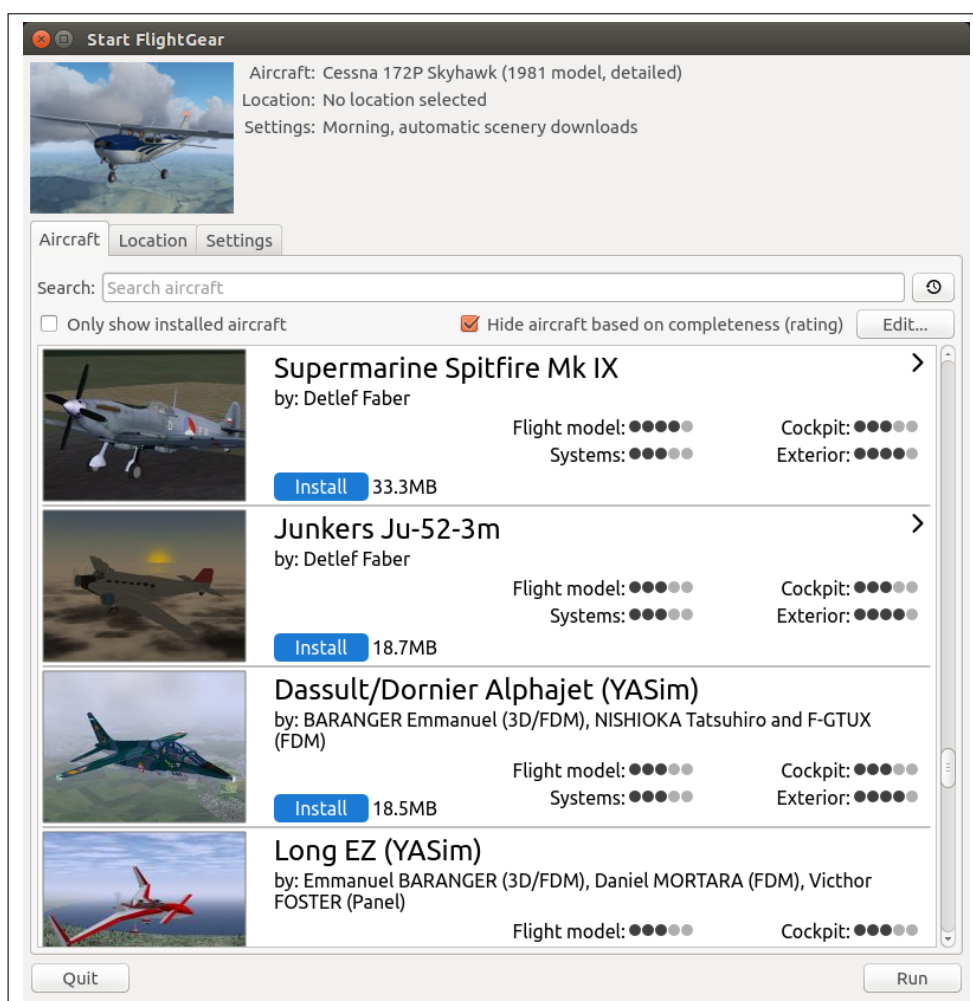 Start FlightGear
Aircraft: Cessna 172P Skyhawk (1981 model, detailed)
Location: No location selected
Settings: Morning, automatic scenery downloads
Aircraft Location Settings
Search: Search aircraft
Only show installed aircraft Hide aircraft based on completeness (rating) Edit...
Supermarine Spitfire Mk IX
by: Detlef Faber
Flight model: Cockpit:
Systems: Exterior:
Install 33.3MB
Junkers Ju-52-3m
by: Detlef Faber
Flight model: Cockpit:
Systems: Exterior:
Install 18.7MB
Dassult/Dornier Alphajet (YASim)
by: BARANGER Emmanuel (3D/FDM), NISHIOKA Tatsuhiro and F-GTUX
(FDM)
Flight model: Cockpit:
Systems: Exterior:
Install 18.5MB
Long EZ (YASim)
by: Emmanuel BARANGER (3D/FDM), Daniel MORTARA (FDM), Victhor
FOSTER (Panel)
Flight model: Cockpit:
Quit Run